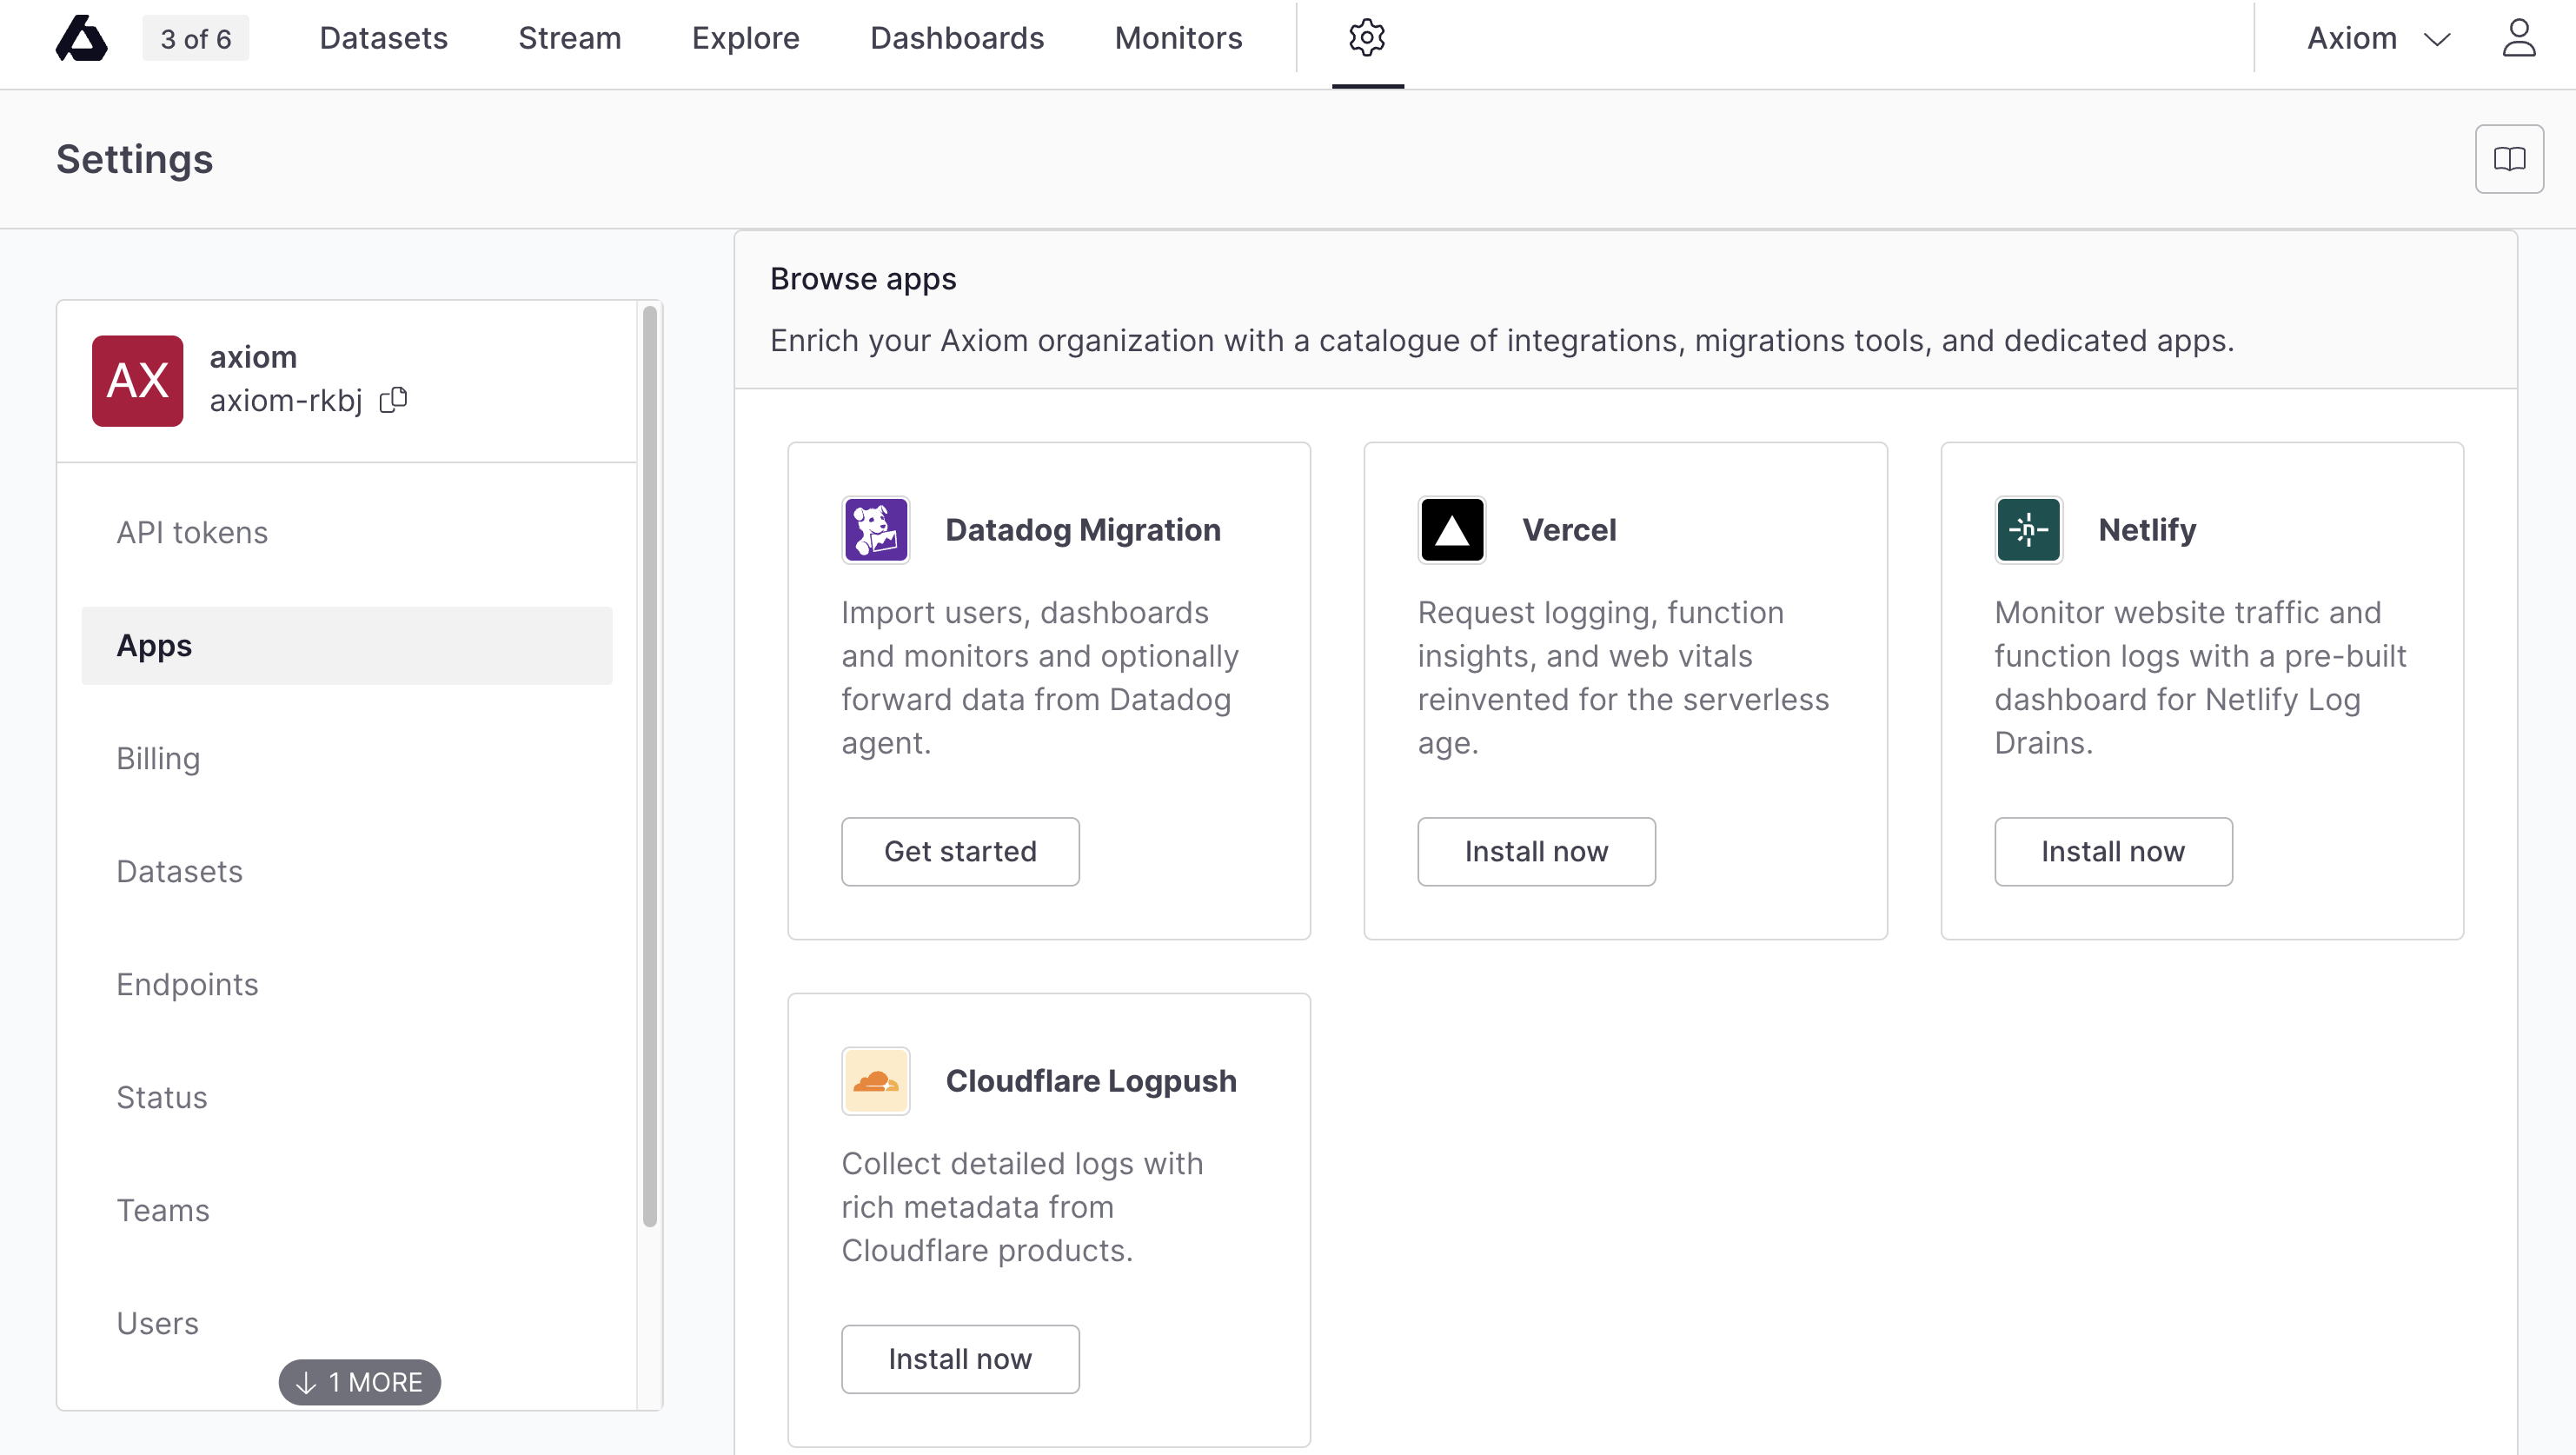 3 of 6
Datasets
Stream
Explore
Dashboards
Monitors
Axiom
Settings
AX
axiom
axiom-rkbj
API tokens
Apps
Billing
Datasets
Endpoints
Status
Teams
Users
1 MORE
Browse apps
Enrich your Axiom organization with a catalogue of integrations, migrations tools, and dedicated apps.
Datadog Migration
Import users, dashboards
and monitors and optionally
forward data from Datadog
agent.
Get started
Vercel
Request logging, function
insights, and web vitals
reinvented for the serverless
age.
Install now
Netlify
Monitor website traffic and
function logs with a pre-built
dashboard for Netlify Log
Drains.
Install now
Cloudflare Logpush
Collect detailed logs with
rich metadata from
Cloudflare products.
Install now